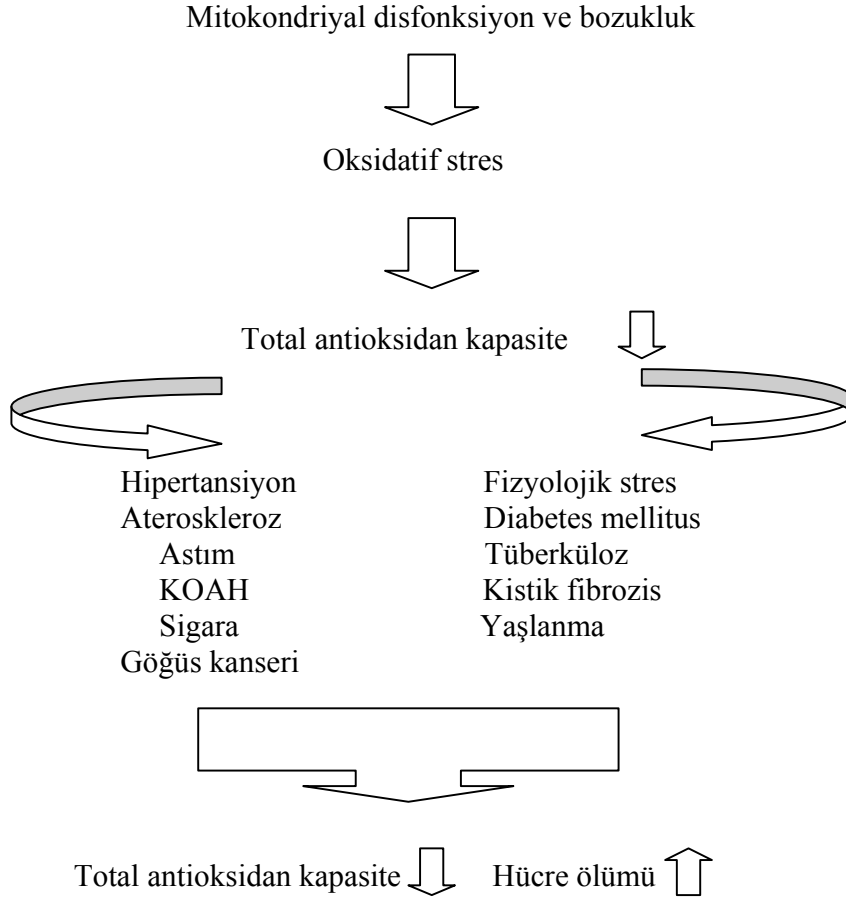 Mitokondriyal disfonksiyon ve bozukluk
Oksidatif stres
Total antioksidan kapasite
Hipertansiyon
Ateroskleroz
Astım
KOAH
Sigara
Göğüs kanseri
Fizyolojik stres
Diabetes mellitus
Tüberküloz
Kistik fibrozis
Yaşlanma
Total antioksidan kapasite
Hücre ölümü